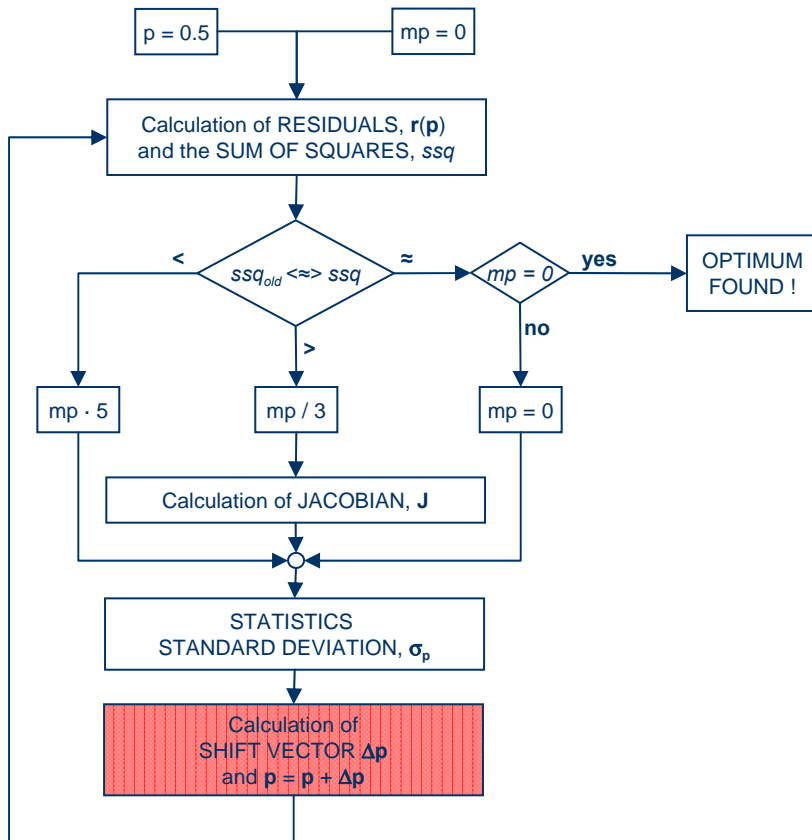 p = 0.5
mp = 0
Calculation of RESIDUALS, r(p)
and the SUM OF SQUARES, ssq
<
ssq_old <≈> ssq
≈
mp = 0
yes
OPTIMUM
FOUND !
>
no
mp · 5
mp / 3
mp = 0
Calculation of JACOBIAN, J
STATISTICS
STANDARD DEVIATION, σ_p
Calculation of
SHIFT VECTOR Δp
and p = p + Δp